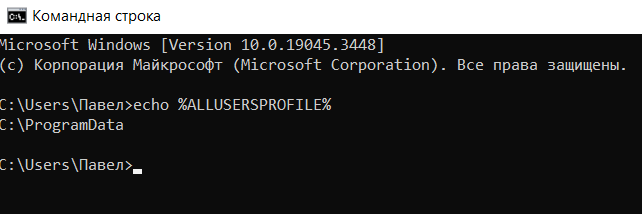 Командная строка
Microsoft Windows [Version 10.0.19045.3448]
(c) Корпорация Майкрософт (Microsoft Corporation). Все права защищены.
C:\Users\Павел>echo %ALLUSERSPROFILE%
C:\ProgramData
C:\Users\Павел>